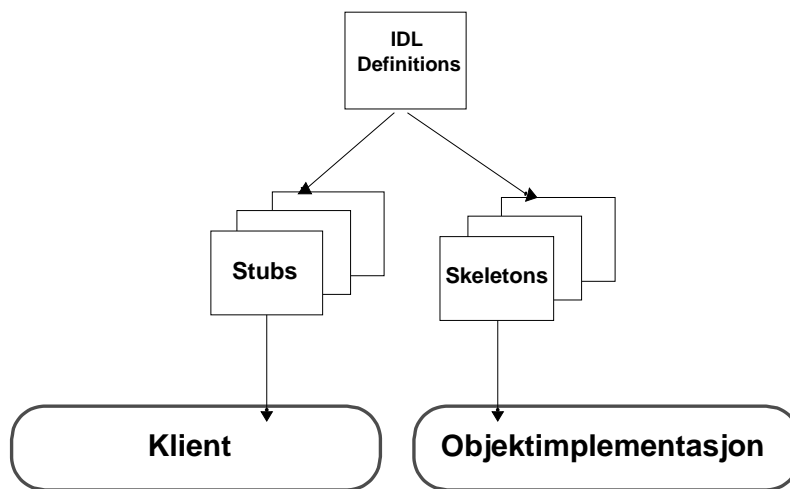 IDL
Definitions
Stubs
Skeletons
Klient
Objektimplementasjon